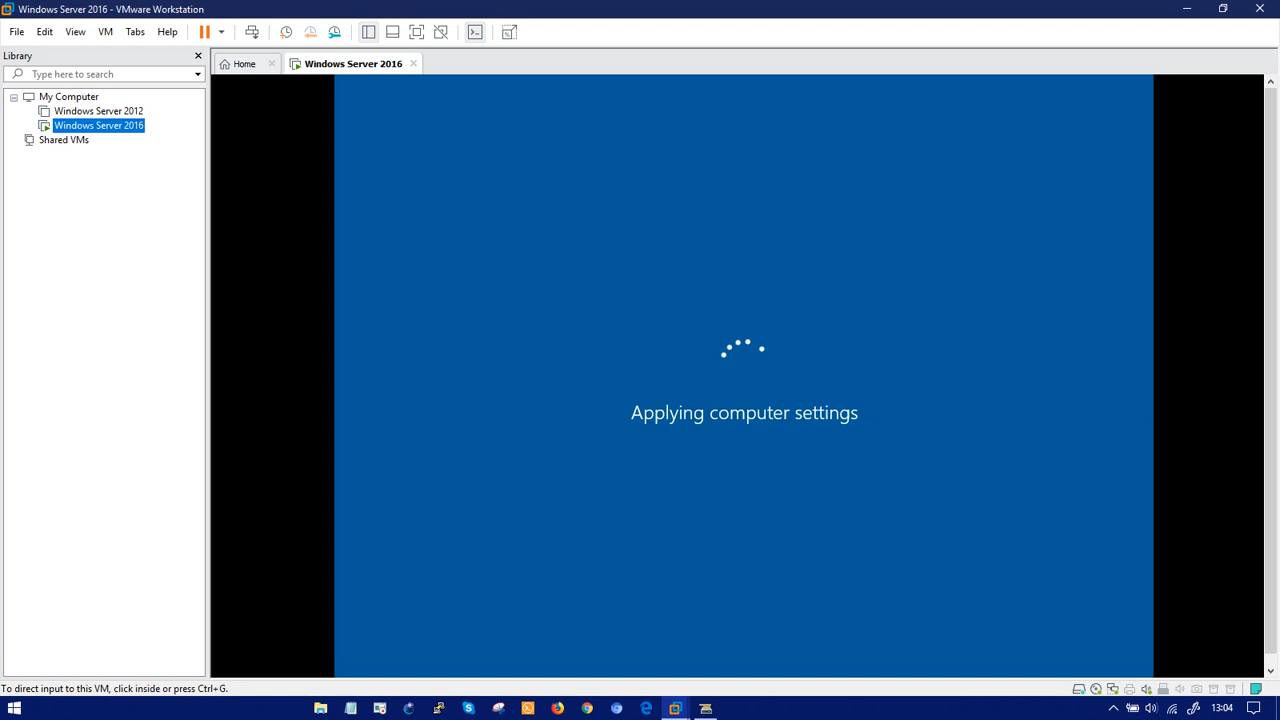 Windows Server 2016 - VMware Workstation
File Edit View VM Tabs Help
Library
Type here to search
Home
Windows Server 2016
My Computer
Windows Server 2012
Windows Server 2016
Shared VMs
Applying computer settings
To direct input to this VM, click inside or press Ctrl+G.
13:04